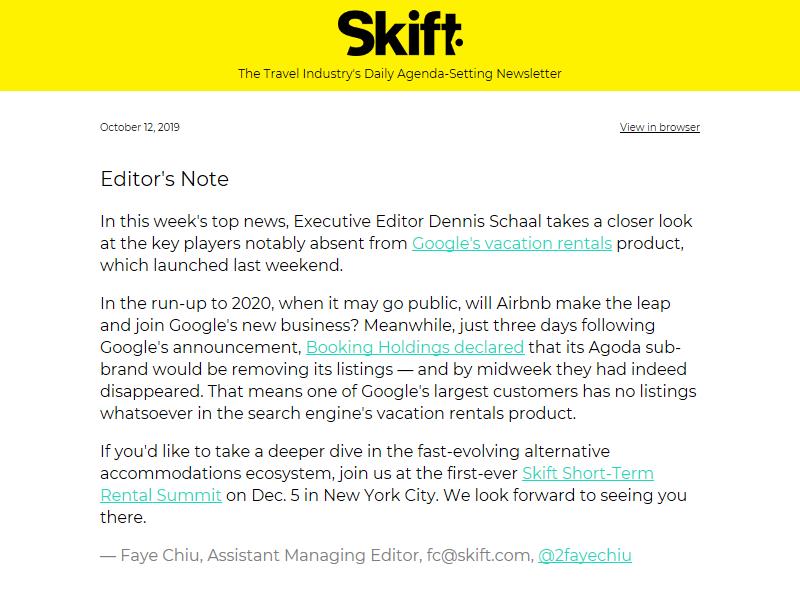 Skift
The Travel Industry's Daily Agenda-Setting Newsletter
October 12, 2019
View in browser
Editor's Note
In this week's top news, Executive Editor Dennis Schaal takes a closer look
at the key players notably absent from Google's vacation rentals product,
which launched last weekend.
In the run-up to 2020, when it may go public, will Airbnb make the leap
and join Google's new business? Meanwhile, just three days following
Google's announcement, Booking Holdings declared that its Agoda sub-
brand would be removing its listings — and by midweek they had indeed
disappeared. That means one of Google's largest customers has no listings
whatsoever in the search engine's vacation rentals product.
If you'd like to take a deeper dive in the fast-evolving alternative
accommodations ecosystem, join us at the first-ever Skift Short-Term
Rental Summit on Dec. 5 in New York City. We look forward to seeing you
there.
— Faye Chiu, Assistant Managing Editor, fc@skift.com, @2fayechiu